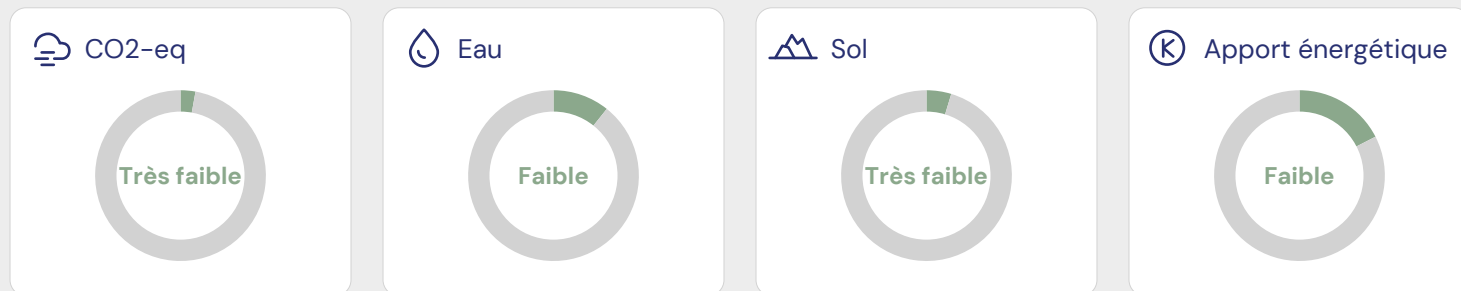 CO2-eq
Très faible
Eau
Faible
Sol
Très faible
Apport énergétique
Faible